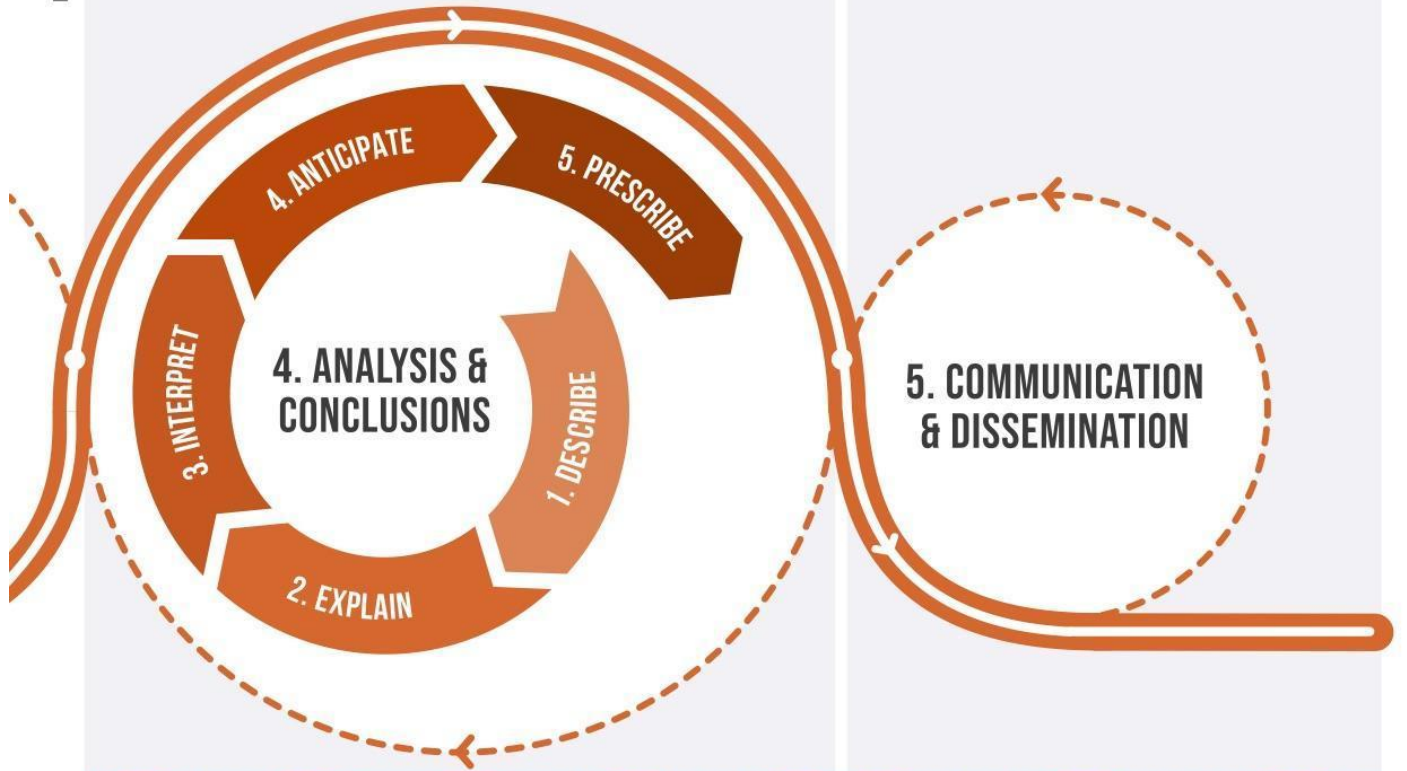 4. ANTICIPATE
5. PRESCRIBE
3. INTERPRET
4. ANALYSIS &
CONCLUSIONS
1. DESCRIBE
2. EXPLAIN
5. COMMUNICATION
& DISSEMINATION